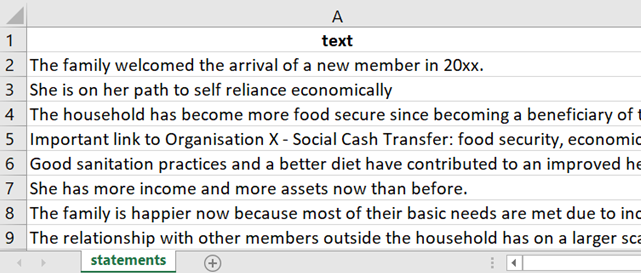 A
1 text
2 The family welcomed the arrival of a new member in 20xx.
3 She is on her path to self reliance economically
4 The household has become more food secure since becoming a beneficiary of
5 Important link to Organisation X - Social Cash Transfer: food security, economic
6 Good sanitation practices and a better diet have contributed to an improved
7 She has more income and more assets now than before.
8 The family is happier now because most of their basic needs are met due to
9 The relationship with other members outside the household has on a larger
statements